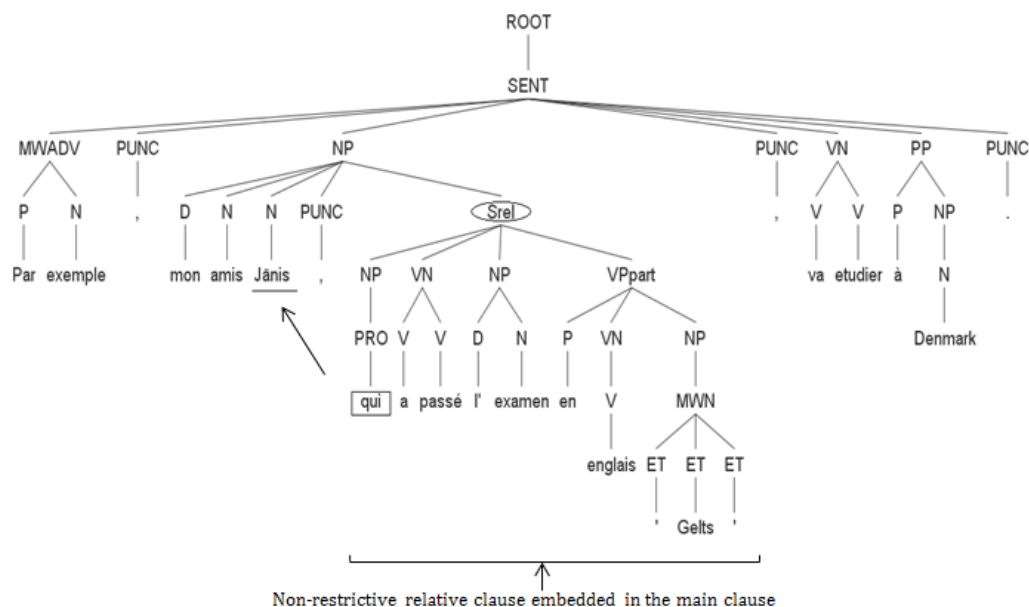 ROOT
SENT
MWADV PUNC NP PUNC VN PP PUNC
P N , D N N PUNC Srel , V V P NP .
Par exemple mon amis Jānis , NP VN NP VPpart va etudier à N
PRO V V D N P VN NP Denmark
qui a passé l' examen en V MWN
englais ET ET ET
' Gelts '
Non-restrictive relative clause embedded in the main clause